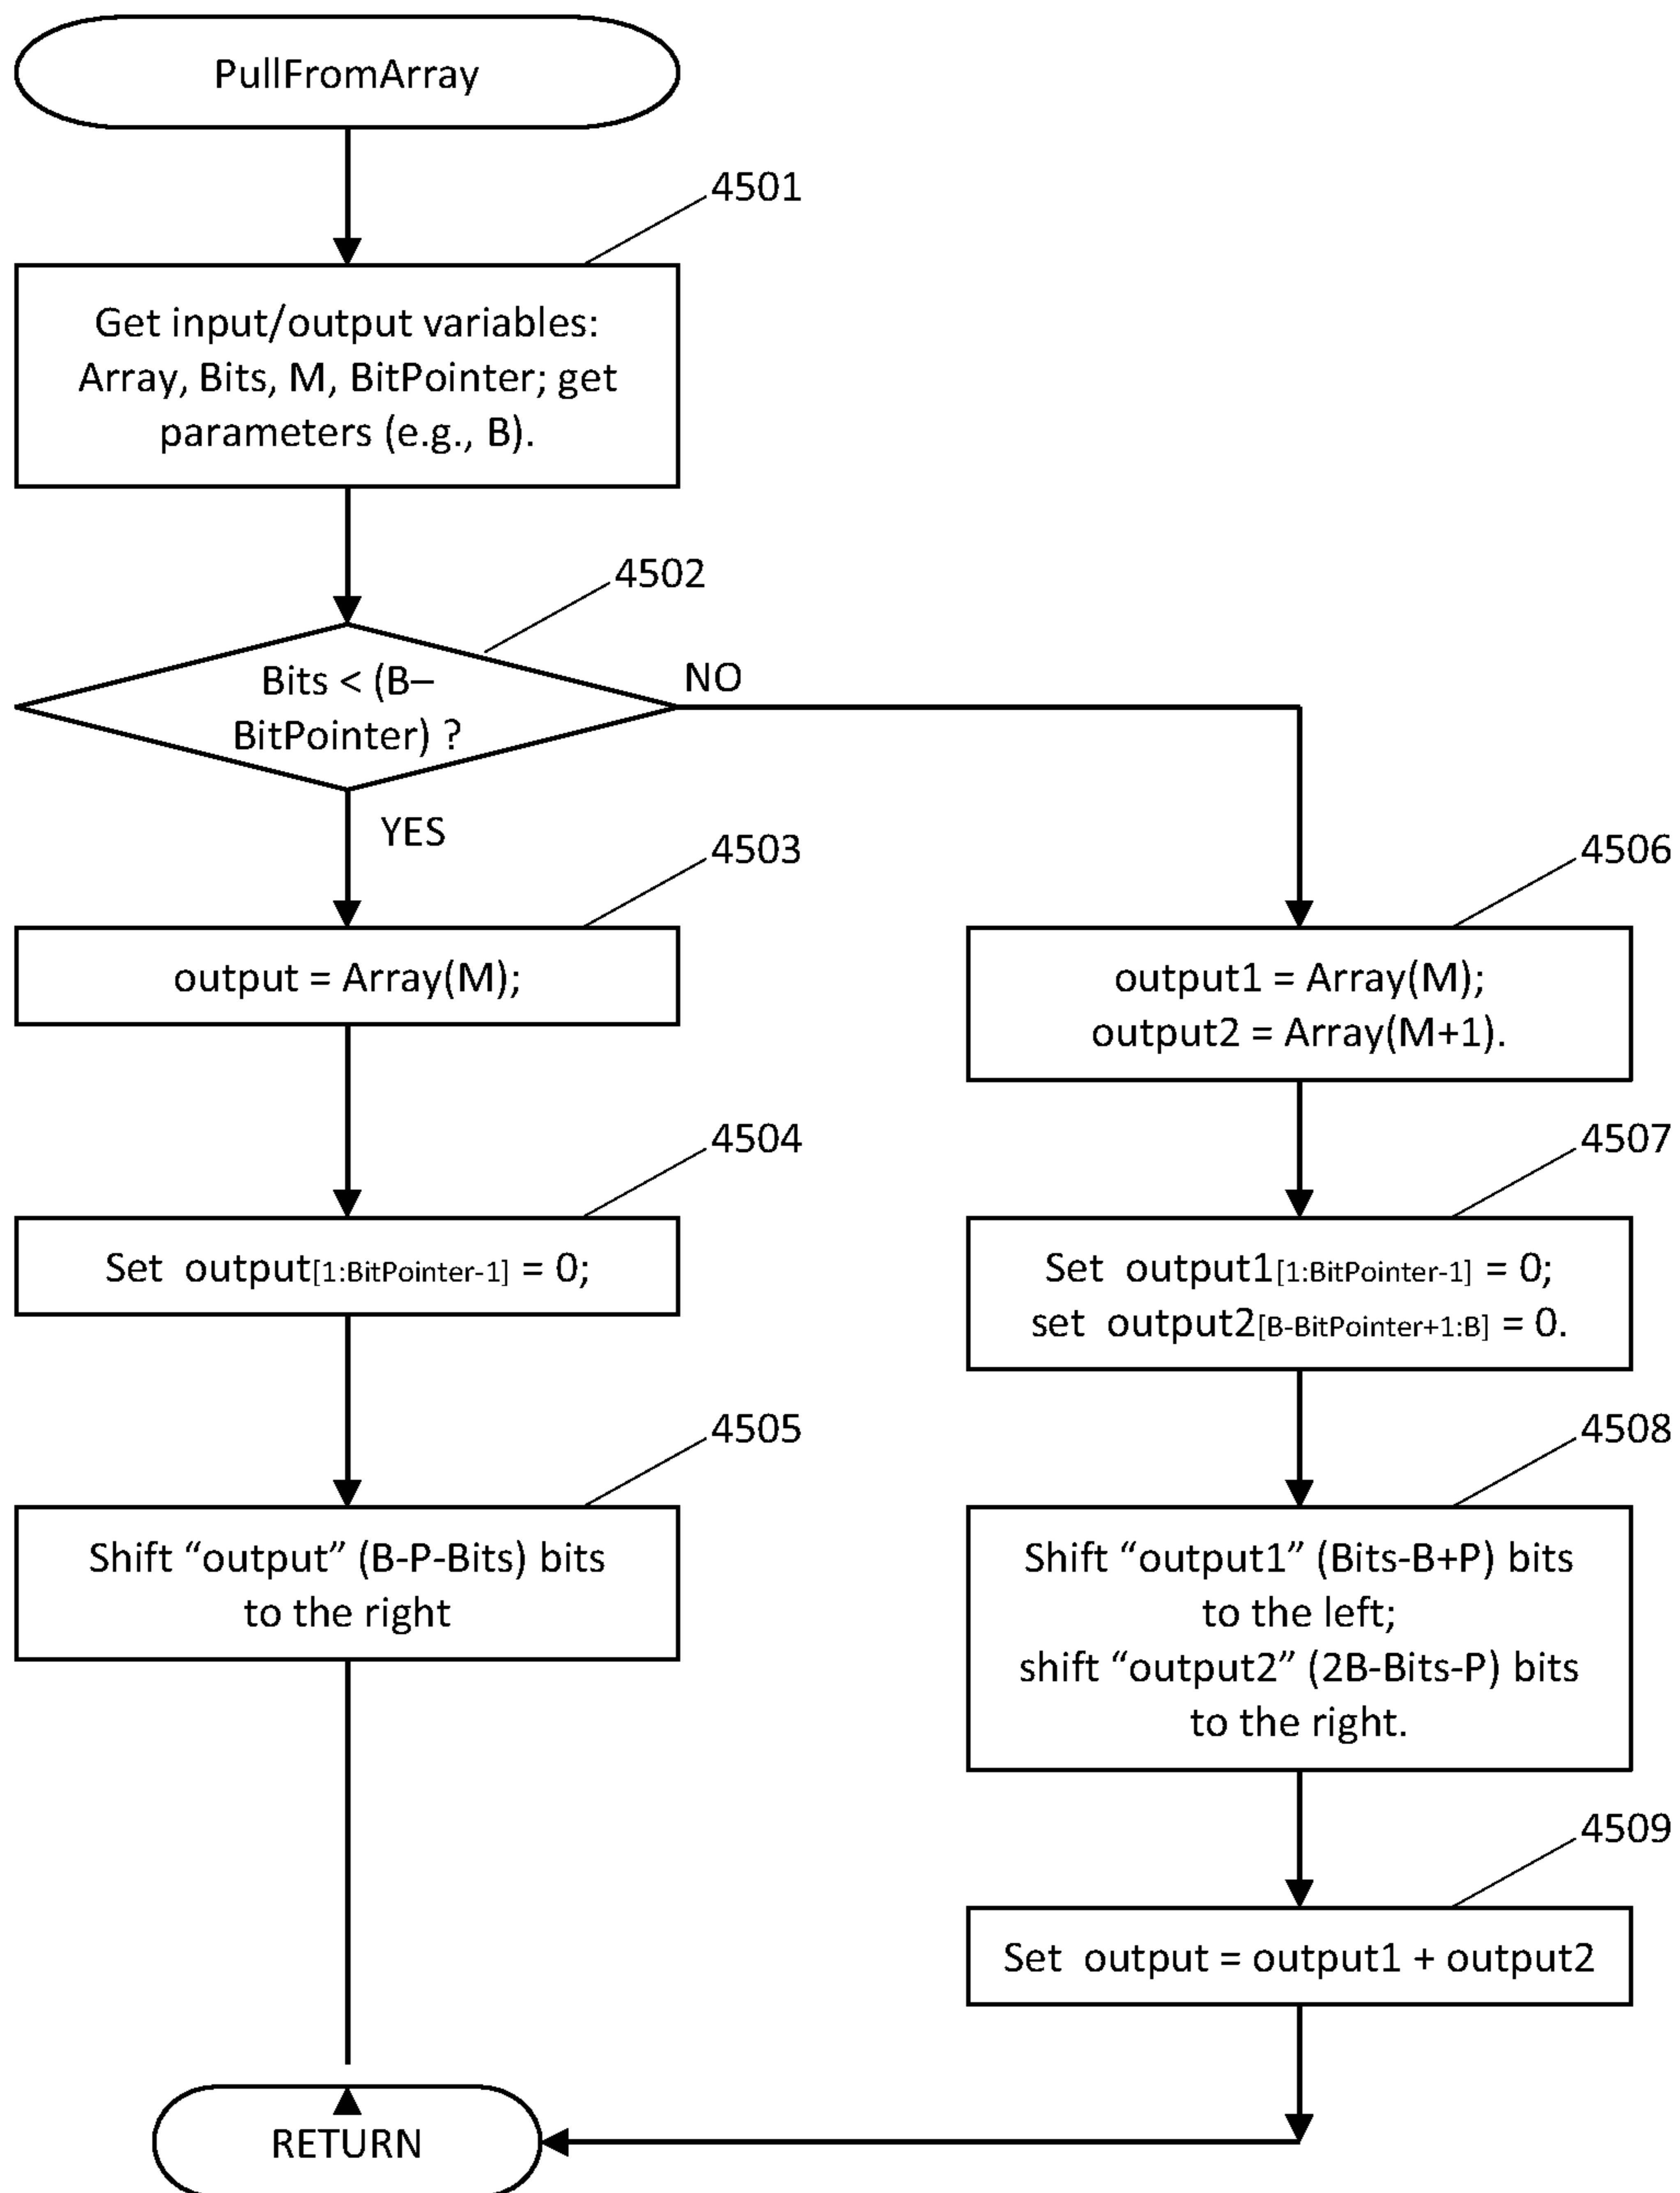 PullFromArray
4501
Get input/output variables:
Array, Bits, M, BitPointer; get
parameters (e.g., B).
4502
Bits < (B–
BitPointer) ?
NO
YES
4503
output = Array(M);
4504
Set output[1:BitPointer-1] = 0;
4505
Shift “output” (B-P-Bits) bits
to the right
4506
output1 = Array(M);
output2 = Array(M+1).
4507
Set output1[1:BitPointer-1] = 0;
set output2[B-BitPointer+1:B] = 0.
4508
Shift “output1” (Bits-B+P) bits
to the left;
shift “output2” (2B-Bits-P) bits
to the right.
4509
Set output = output1 + output2
RETURN